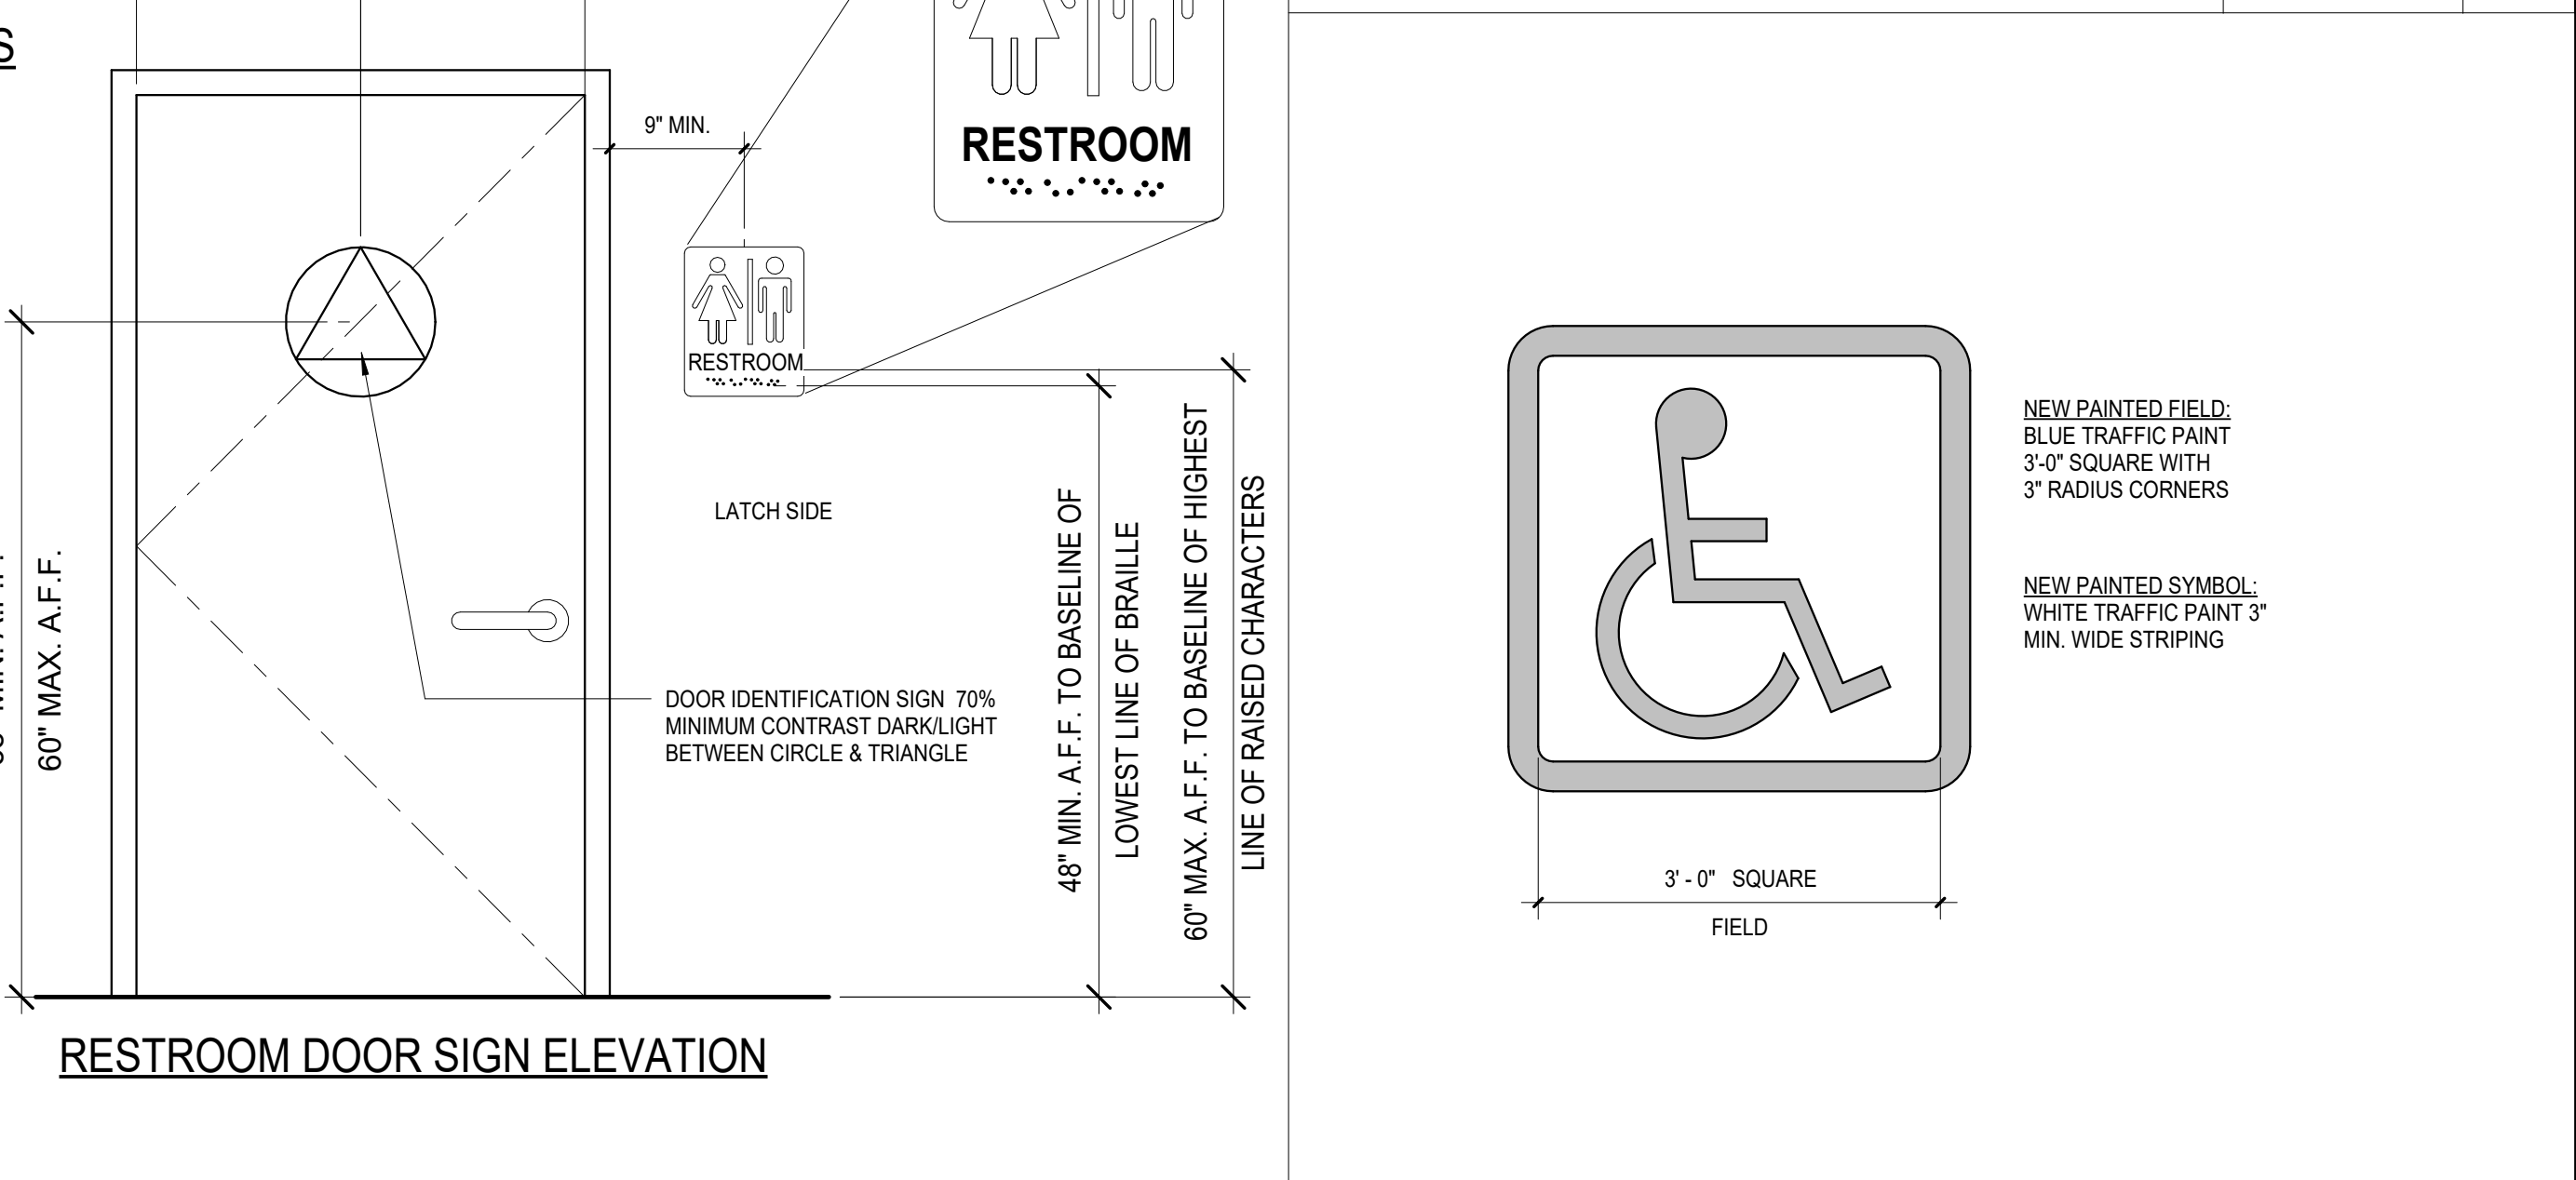 S
9" MIN.
RESTROOM
RESTROOM
LATCH SIDE
60" MAX. A.F.F.
DOOR IDENTIFICATION SIGN 70%
MINIMUM CONTRAST DARK/LIGHT
BETWEEN CIRCLE & TRIANGLE
48" MIN. A.F.F. TO BASELINE OF
LOWEST LINE OF BRAILLE
60" MAX. A.F.F. TO BASELINE OF HIGHEST
LINE OF RAISED CHARACTERS
RESTROOM DOOR SIGN ELEVATION
NEW PAINTED FIELD:
BLUE TRAFFIC PAINT
3'-0" SQUARE WITH
3" RADIUS CORNERS
NEW PAINTED SYMBOL:
WHITE TRAFFIC PAINT 3"
MIN. WIDE STRIPING
3' - 0" SQUARE
FIELD